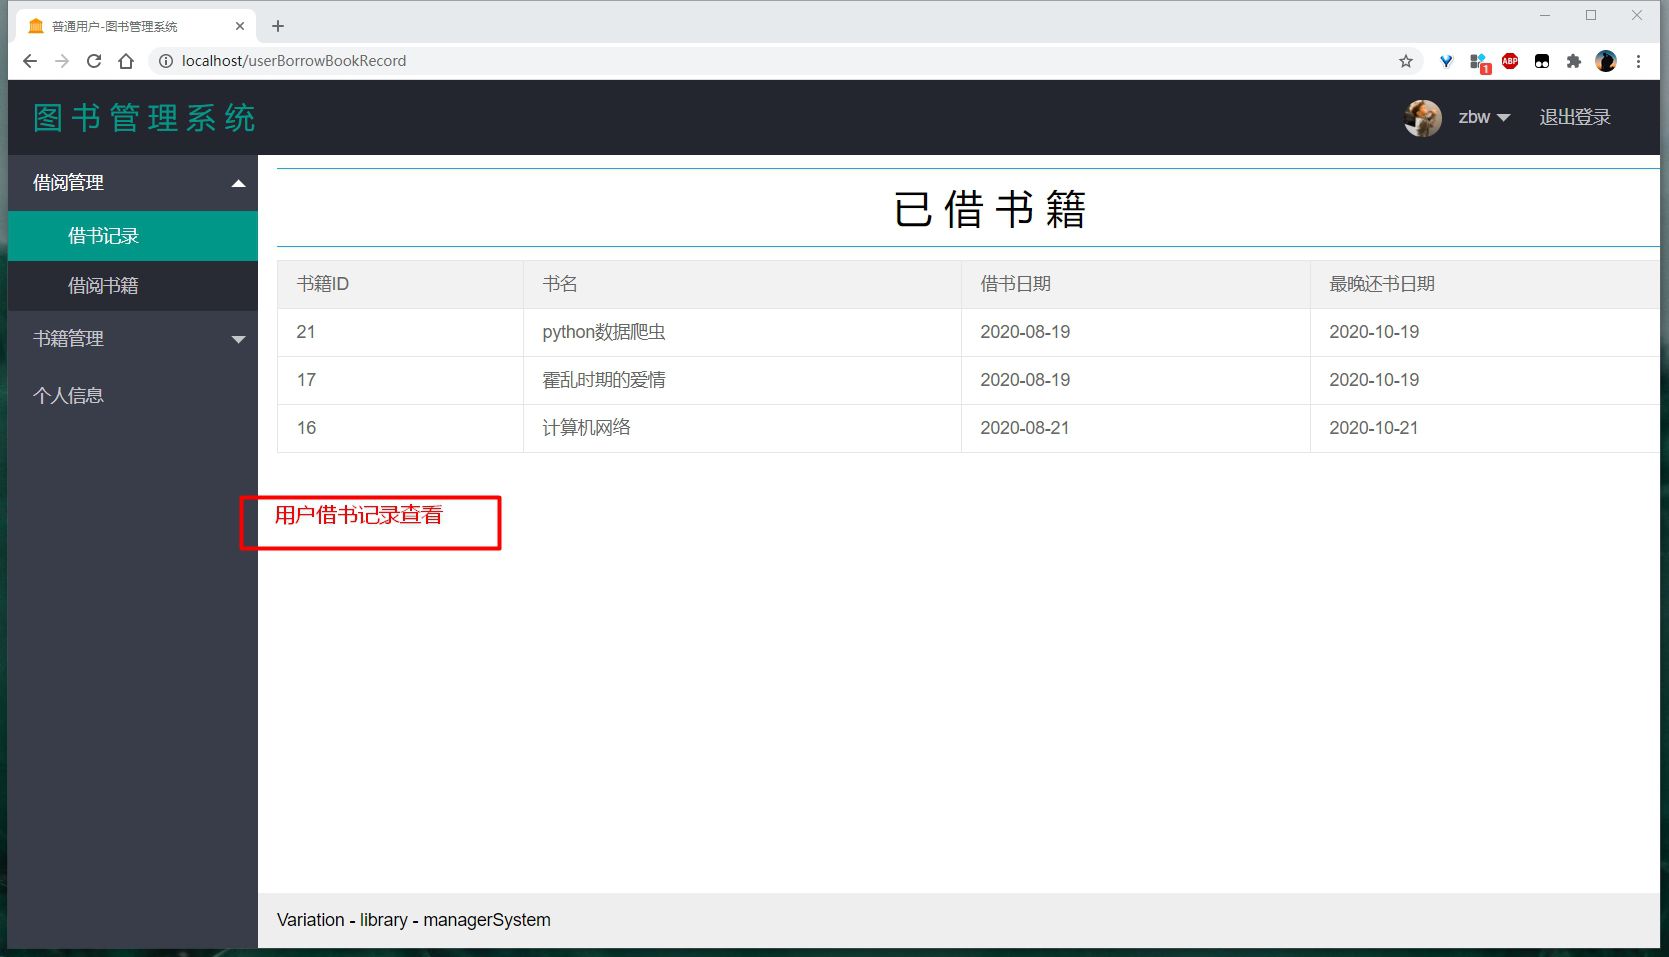 普通用户-图书管理系统
localhost/userBorrowBookRecord
1
ABP
图书管理系统
zbw
退出登录
借阅管理
借书记录
借阅书籍
书籍管理
个人信息
已借书籍
书籍ID 书名 借书日期 最晚还书日期
21 python数据爬虫 2020-08-19 2020-10-19
17 霍乱时期的爱情 2020-08-19 2020-10-19
16 计算机网络 2020-08-21 2020-10-21
用户借书记录查看
Variation - library - managerSystem